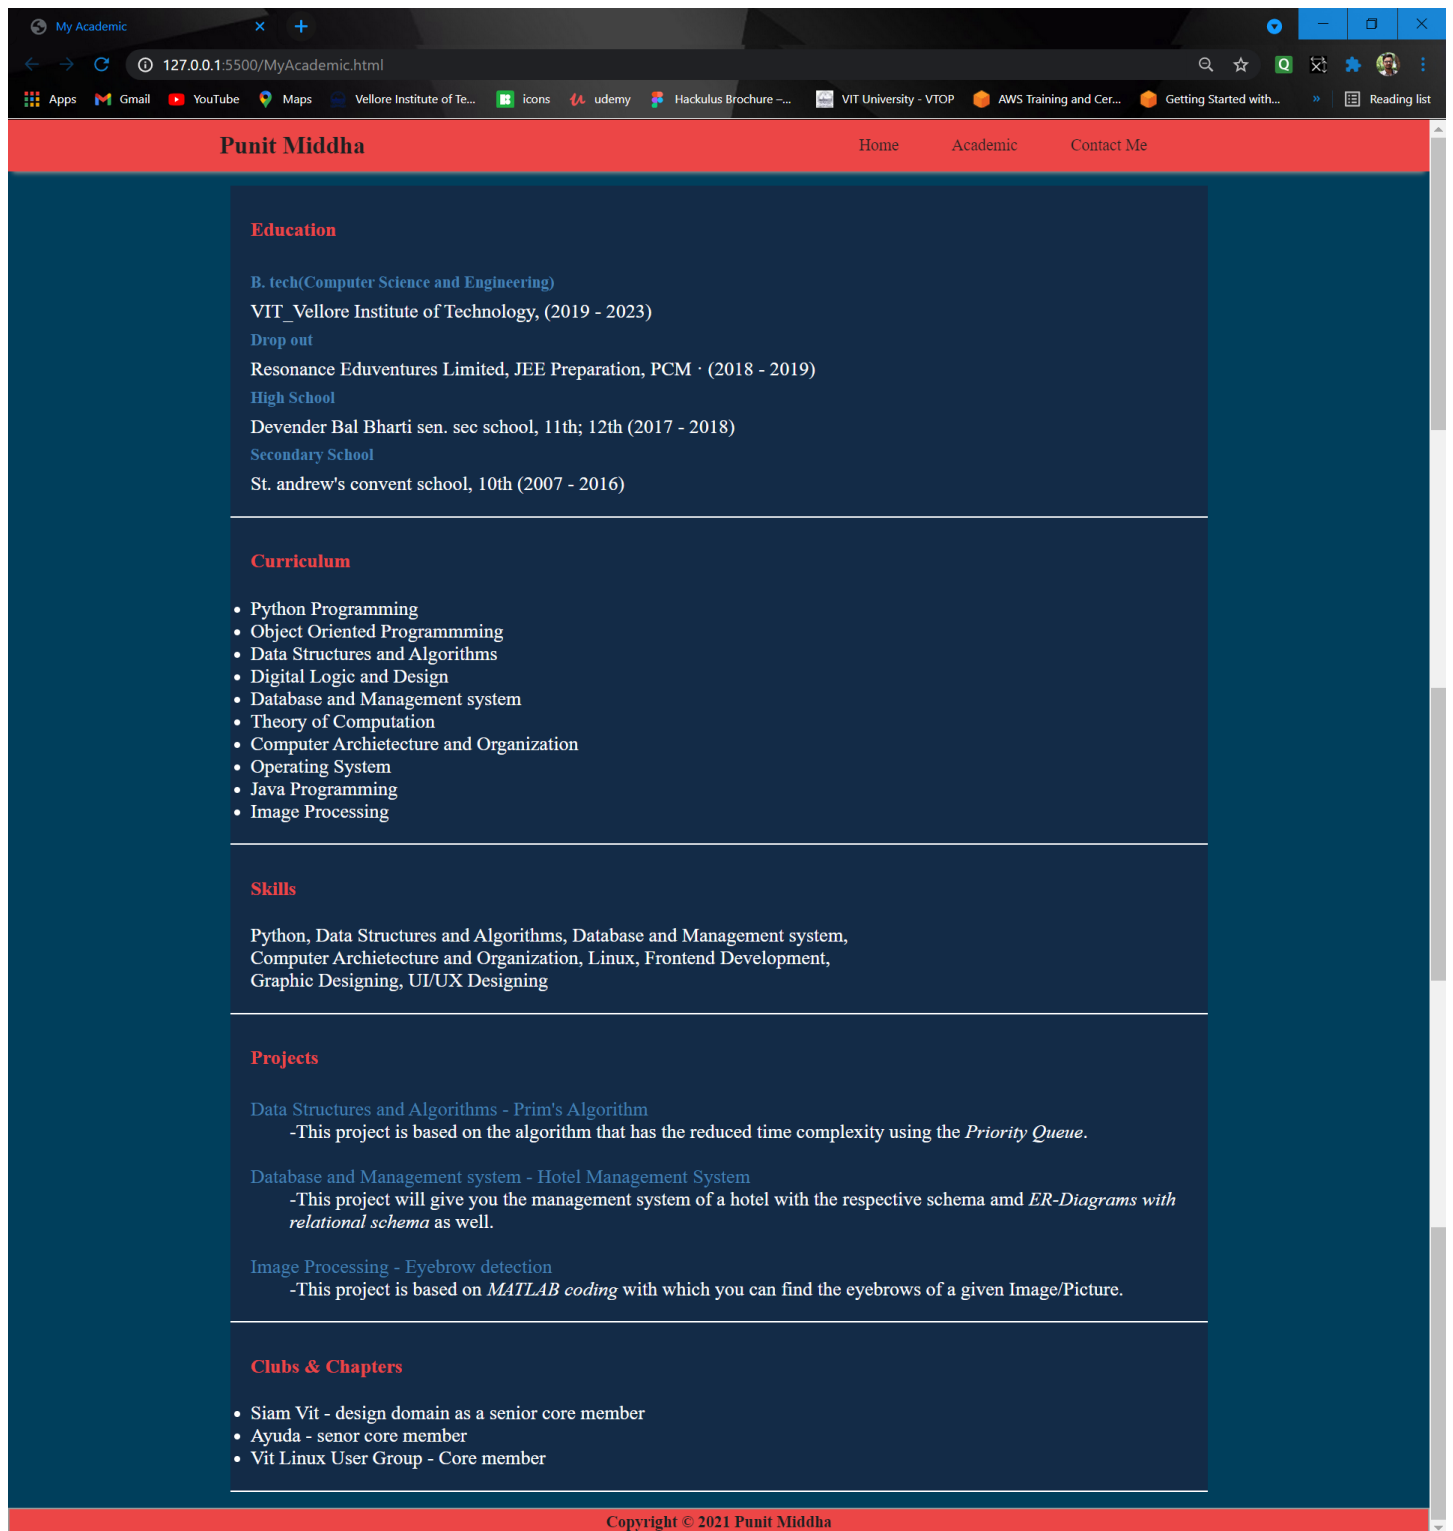 My Academic
127.0.0.1:5500/MyAcademic.html
Apps Gmail YouTube Maps Vellore Institute of Te... icons udemy Hackulus Brochure –... VIT University - VTOP AWS Training and Cer... Getting Started with... » Reading list
Punit Middha Home Academic Contact Me
Education
B. tech(Computer Science and Engineering)
VIT_Vellore Institute of Technology, (2019 - 2023)
Drop out
Resonance Eduventures Limited, JEE Preparation, PCM · (2018 - 2019)
High School
Devender Bal Bharti sen. sec school, 11th; 12th (2017 - 2018)
Secondary School
St. andrew's convent school, 10th (2007 - 2016)
Curriculum
• Python Programming
• Object Oriented Programmming
• Data Structures and Algorithms
• Digital Logic and Design
• Database and Management system
• Theory of Computation
• Computer Archietecture and Organization
• Operating System
• Java Programming
• Image Processing
Skills
Python, Data Structures and Algorithms, Database and Management system,
Computer Archietecture and Organization, Linux, Frontend Development,
Graphic Designing, UI/UX Designing
Projects
Data Structures and Algorithms - Prim's Algorithm
-This project is based on the algorithm that has the reduced time complexity using the Priority Queue.
Database and Management system - Hotel Management System
-This project will give you the management system of a hotel with the respective schema amd ER-Diagrams with
relational schema as well.
Image Processing - Eyebrow detection
-This project is based on MATLAB coding with which you can find the eyebrows of a given Image/Picture.
Clubs & Chapters
• Siam Vit - design domain as a senior core member
• Ayuda - senor core member
• Vit Linux User Group - Core member
Copyright © 2021 Punit Middha